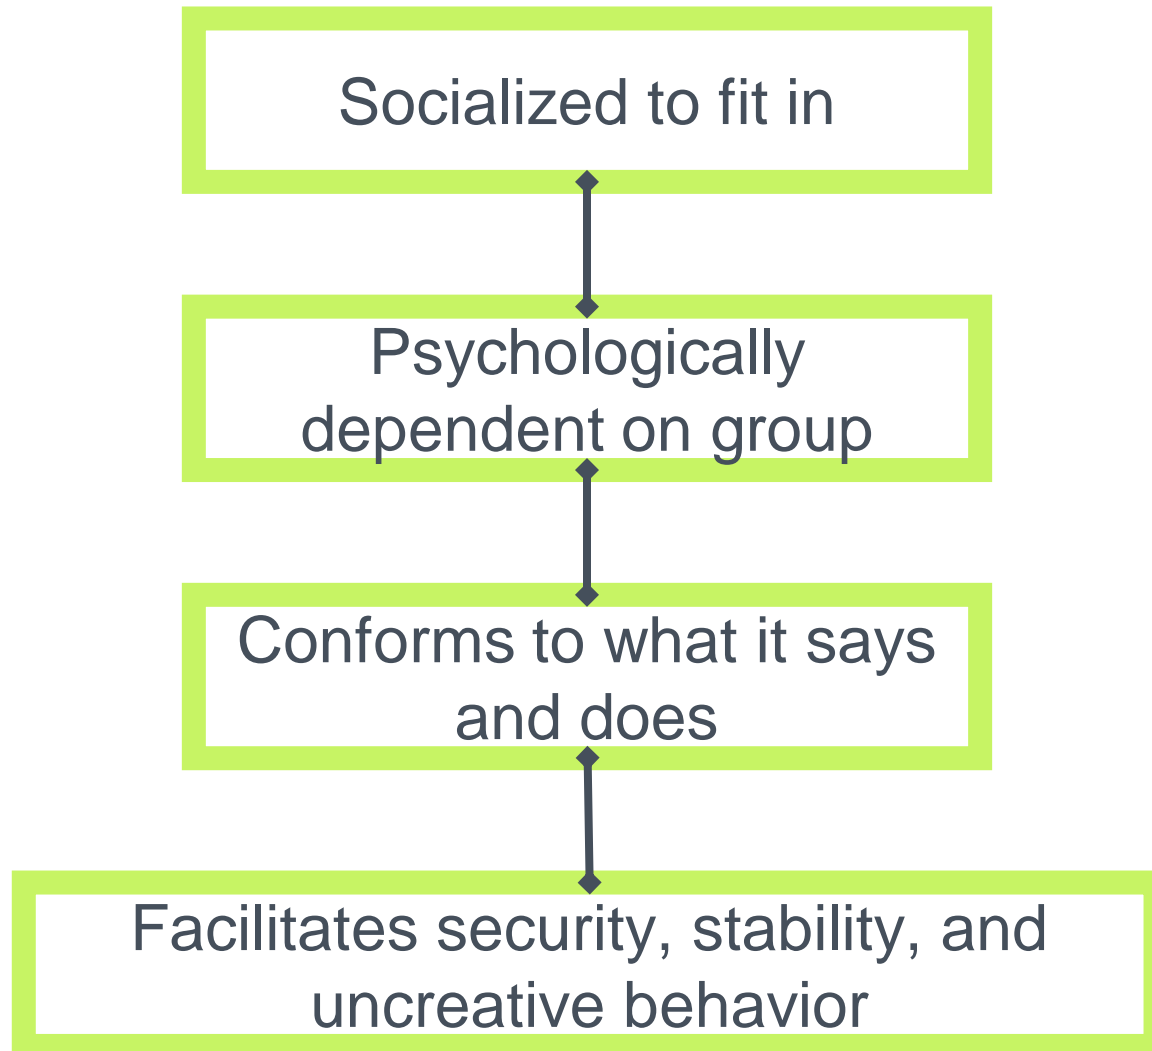 Socialized to fit in
Psychologically
dependent on group
Conforms to what it says
and does
Facilitates security, stability, and
uncreative behavior